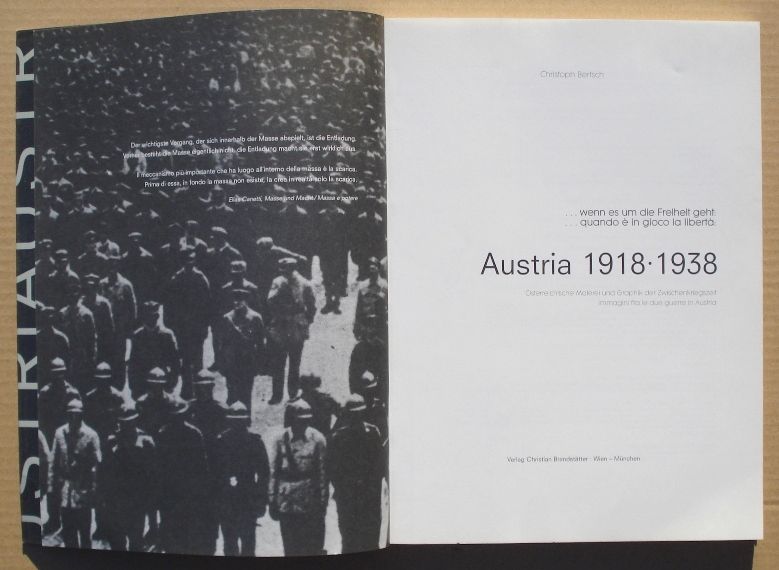 ISTRIAUSTR
Der wichtigste Vorgang, der sich innerhalb der Masse abspielt, ist die Entladung.
Vorher besteht die Masse eigentlich nicht, die Entladung macht sie erst wirklich aus.
Il meccanismo più importante che ha luogo all'interno della massa è la scarica.
Prima di essa, in fondo la massa non esiste, la crea in realtà solo la scarica.
Elias Canetti, Masse und Macht / Massa e potere
Christoph Bertsch
. . . wenn es um die Freiheit geht:
. . . quando è in gioco la libertà:
Austria 1918·1938
Österreichische Malerei und Graphik der Zwischenkriegszeit
immagini fra le due guerre in Austria
Verlag Christian Brandstätter · Wien – München